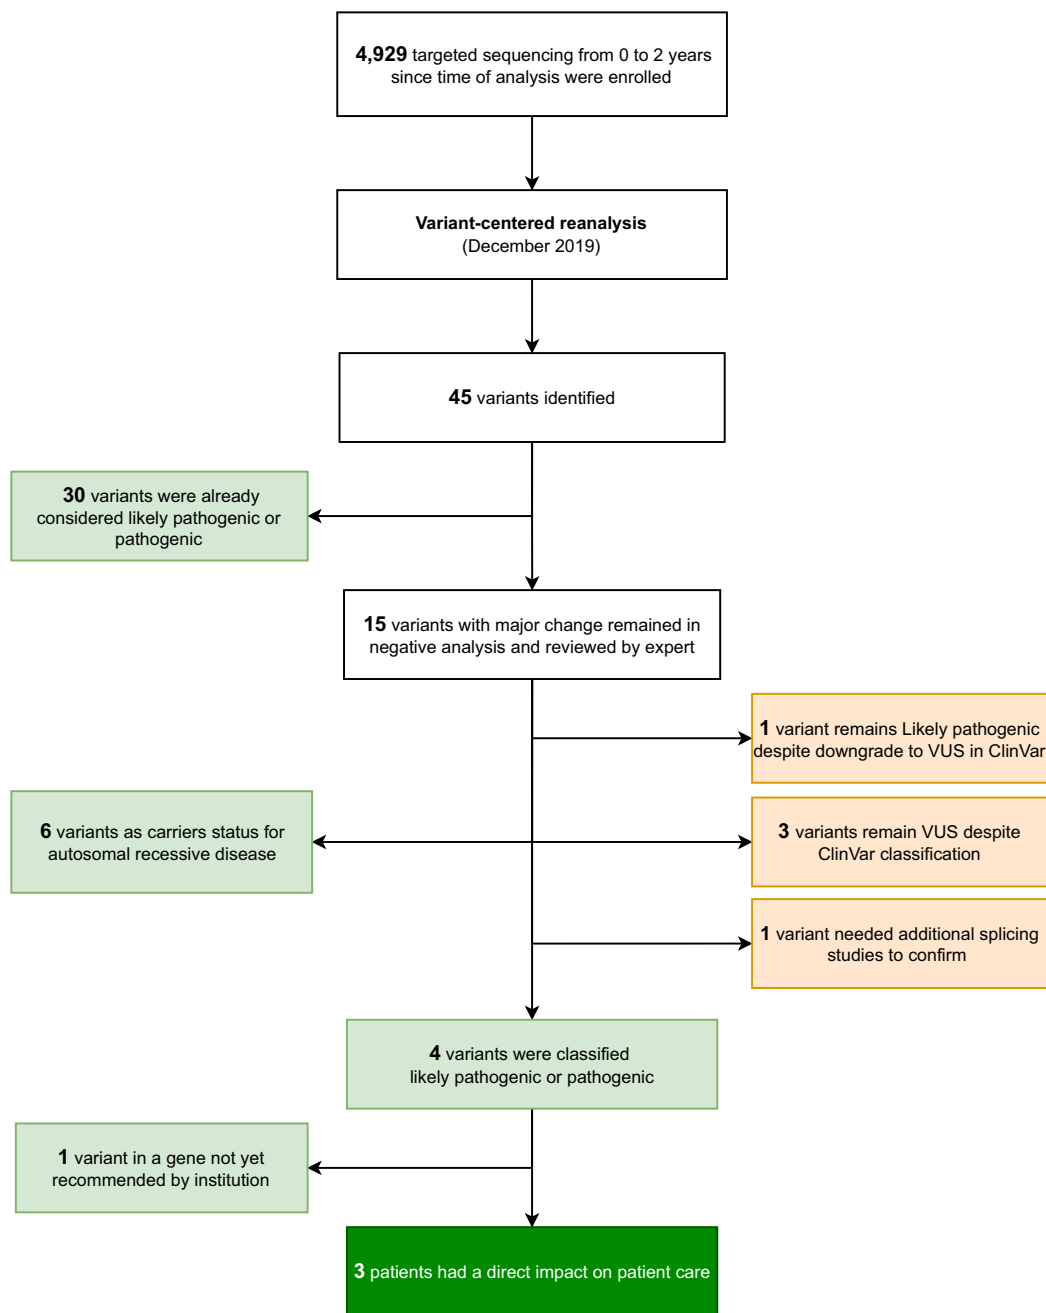 4,929 targeted sequencing from 0 to 2 years
since time of analysis were enrolled
Variant-centered reanalysis
(December 2019)
45 variants identified
30 variants were already
considered likely pathogenic or
pathogenic
15 variants with major change remained in
negative analysis and reviewed by expert
1 variant remains Likely pathogenic
despite downgrade to VUS in ClinVar
6 variants as carriers status for
autosomal recessive disease
3 variants remain VUS despite
ClinVar classification
1 variant needed additional splicing
studies to confirm
4 variants were classified
likely pathogenic or pathogenic
1 variant in a gene not yet
recommended by institution
3 patients had a direct impact on patient care